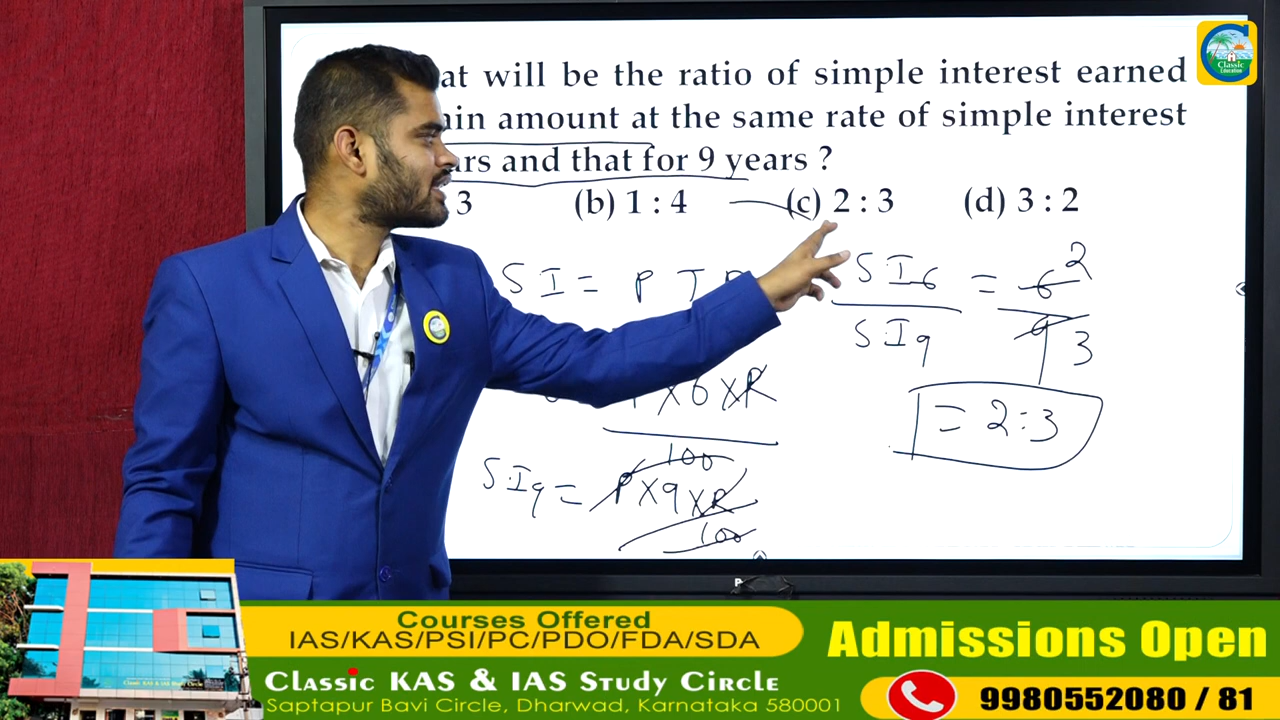 at will be the ratio of simple interest earned
ain amount at the same rate of simple interest
ars and that for 9 years ?
3 (b) 1 : 4 (c) 2 : 3 (d) 3 : 2
Classic
Education
SI = P T
SI6 / SI9 = 6 2 / 9 3
P X 6 X R
100
= 2:3
SI9 = P X 9 X R
100
Courses Offered
IAS/KAS/PSI/PC/PDO/FDA/SDA
Classic KAS & IAS Study Circle
Saptapur Bavi Circle, Dharwad, Karnataka 580001
Admissions Open
9980552080 / 81